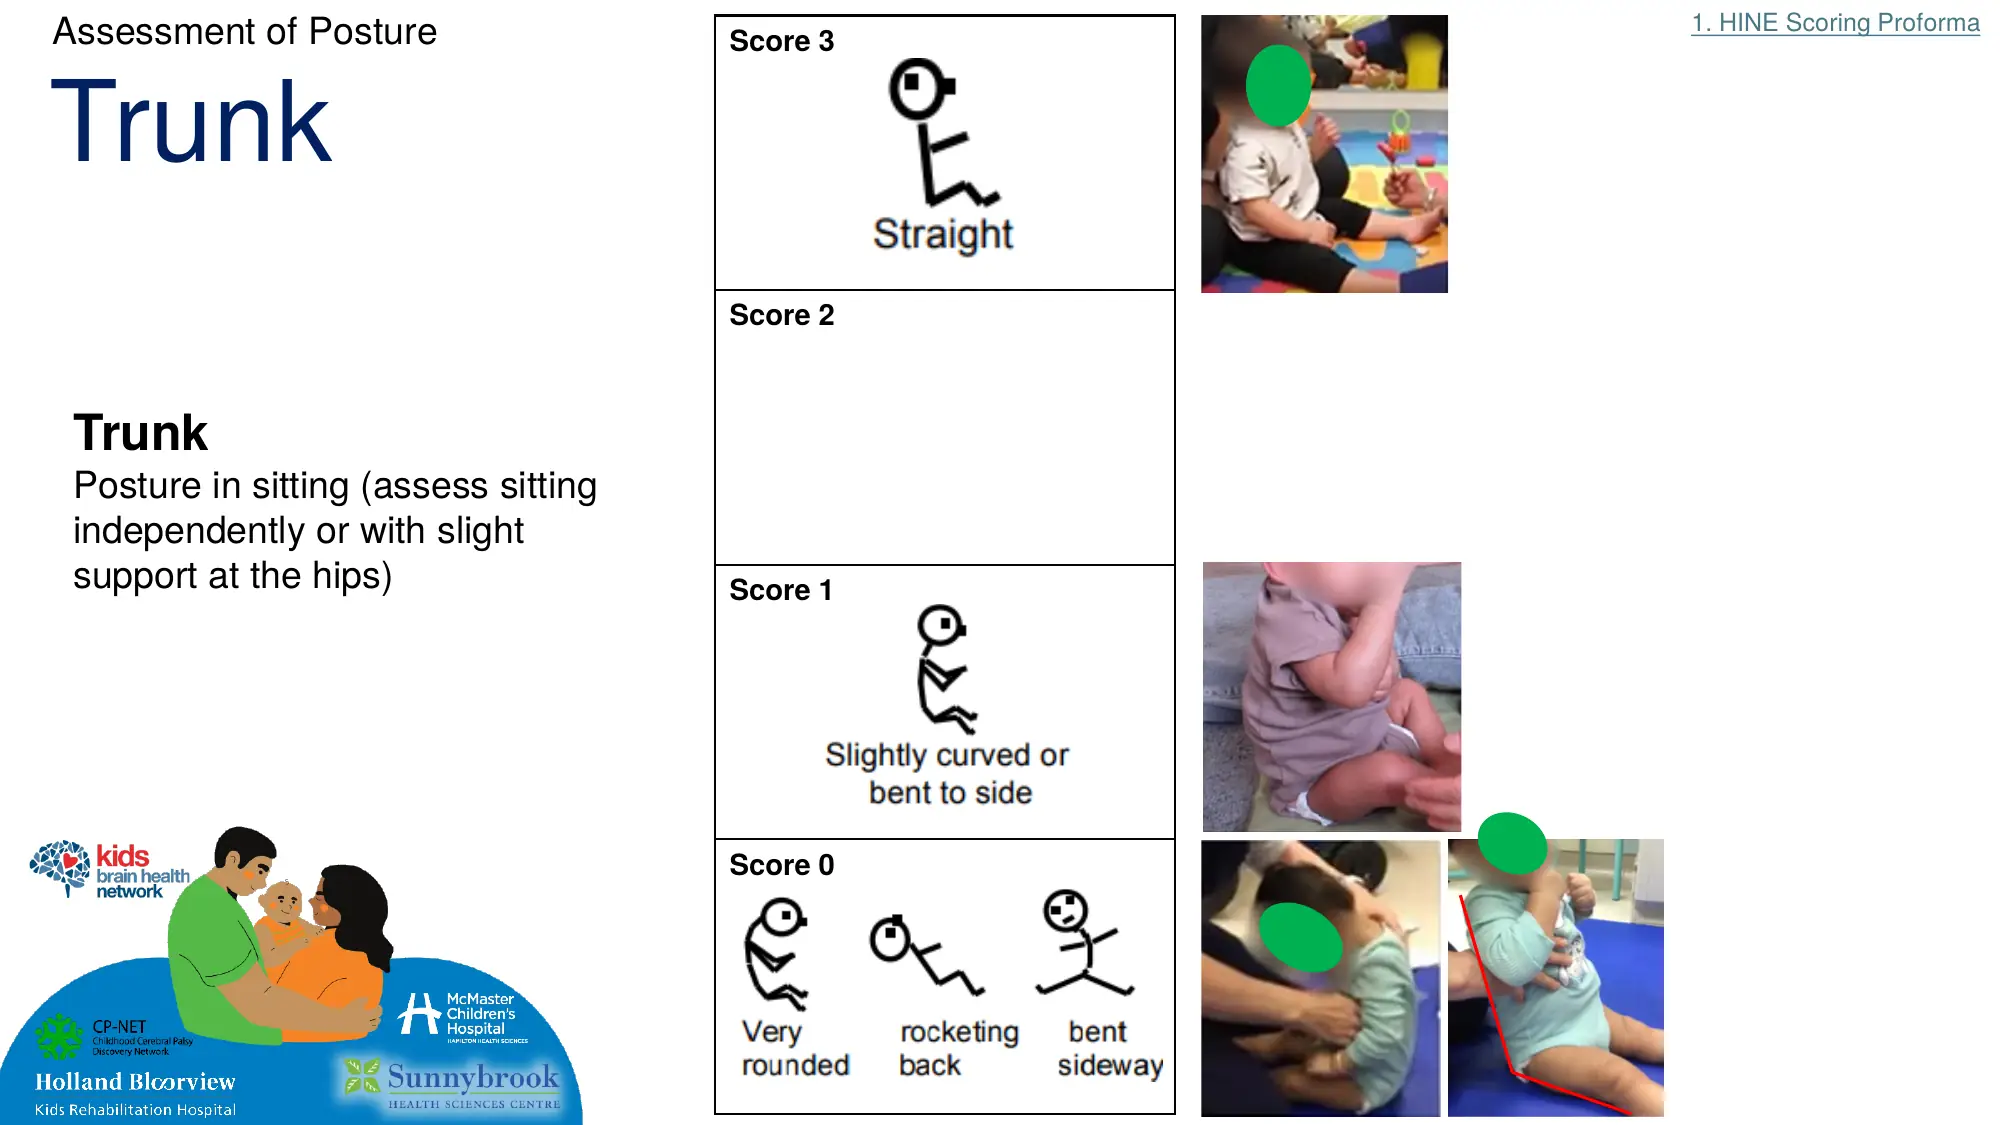 Assessment of Posture
Trunk
1. HINE Scoring Proforma
Trunk
Posture in sitting (assess sitting
independently or with slight
support at the hips)
Score 3
Straight
Score 2
Score 1
Slightly curved or
bent to side
Score 0
Very
rounded
rocketing
back
bent
sideway
kids
brain health
network
CP-NET
Childhood Cerebral Palsy
Discovery Network
McMaster
Children's
Hospital
HAMILTON HEALTH SCIENCES
Holland Bloorview
Kids Rehabilitation Hospital
Sunnybrook
HEALTH SCIENCES CENTRE